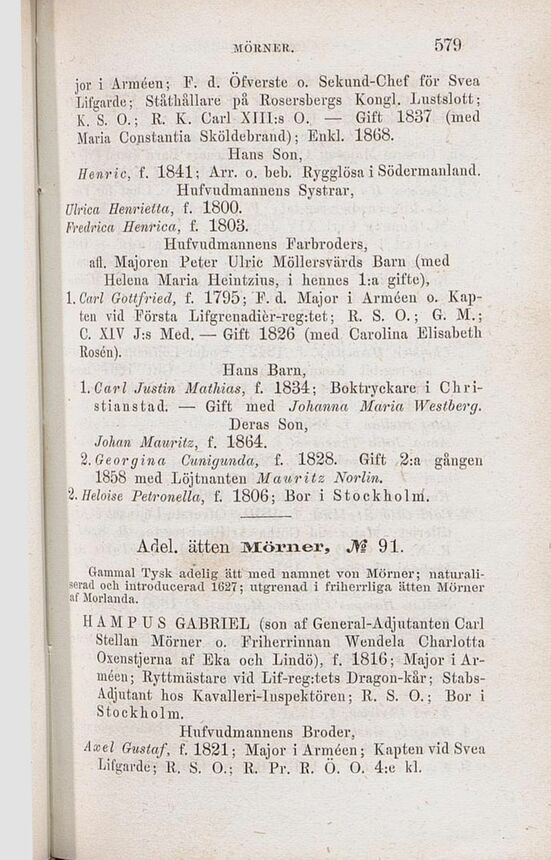 MÖRNER. 579
jor i Arméen; F. d. Öfverste o. Sekund-Chef för Svea
Lifgarde; Ståthållare på Rosersbergs Kongl. Lustslott;
K. S. O.; R. K. Carl XIII:s O. — Gift 1837 (med
Maria Constantia Sköldebrand); Enkl. 1868.
Hans Son,
Henric, f. 1841; Arr. o. beb. Rygglösa i Södermanland.
Hufvudmannens Systrar,
Ulrica Henrietta, f. 1800.
Fredrica Henrica, f. 1803.
Hufvudmannens Farbroders,
afl. Majoren Peter Ulric Möllersvärds Barn (med
Helena Maria Heintzius, i hennes 1:a gifte),
1. Carl Gottfried, f. 1795; F. d. Major i Arméen o. Kap-
ten vid Första Lifgrenadièr-reg:tet; R. S. O.; G. M.;
C. XIV J:s Med. — Gift 1826 (med Carolina Elisabeth
Rosén).
Hans Barn,
1. Carl Justin Mathias, f. 1834; Boktryckare i Chri-
stianstad. — Gift med Johanna Maria Westberg.
Deras Son,
Johan Mauritz, f. 1864.
2. Georgina Cunigunda, f. 1828. Gift 2:a gången
1858 med Löjtnanten Mauritz Norlin.
2. Heloise Petronella, f. 1806; Bor i Stockholm.
Adel. ätten Mörner, № 91.
Gammal Tysk adelig ätt med namnet von Mörner; naturali-
serad och introducerad 1627; utgrenad i friherrliga ätten Mörner
af Morlanda.
HAMPUS GABRIEL (son af General-Adjutanten Carl
Stellan Mörner o. Friherrinnan Wendela Charlotta
Oxenstjerna af Eka och Lindö), f. 1816; Major i Ar-
méen; Ryttmästare vid Lif-reg:tets Dragon-kår; Stabs-
Adjutant hos Kavalleri-Inspektören; R. S. O.; Bor i
Stockholm.
Hufvudmannens Broder,
Axel Gustaf, f. 1821; Major i Arméen; Kapten vid Svea
Lifgarde; R. S. O.; R. Pr. R. Ö. O. 4:e kl.